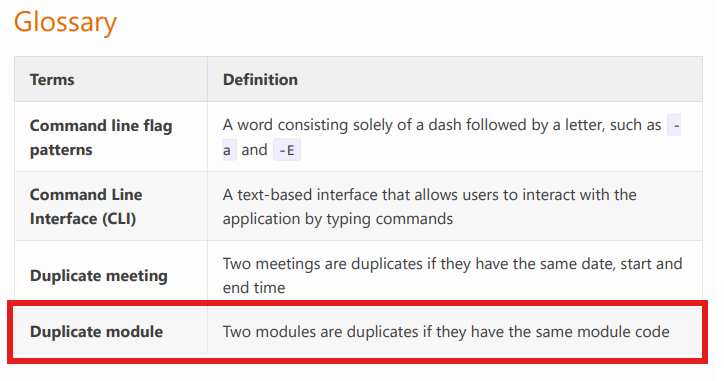 Glossary
Terms Definition
Command line flag patterns A word consisting solely of a dash followed by a letter, such as -a and -E
Command Line Interface (CLI) A text-based interface that allows users to interact with the application by typing commands
Duplicate meeting Two meetings are duplicates if they have the same date, start and end time
Duplicate module Two modules are duplicates if they have the same module code